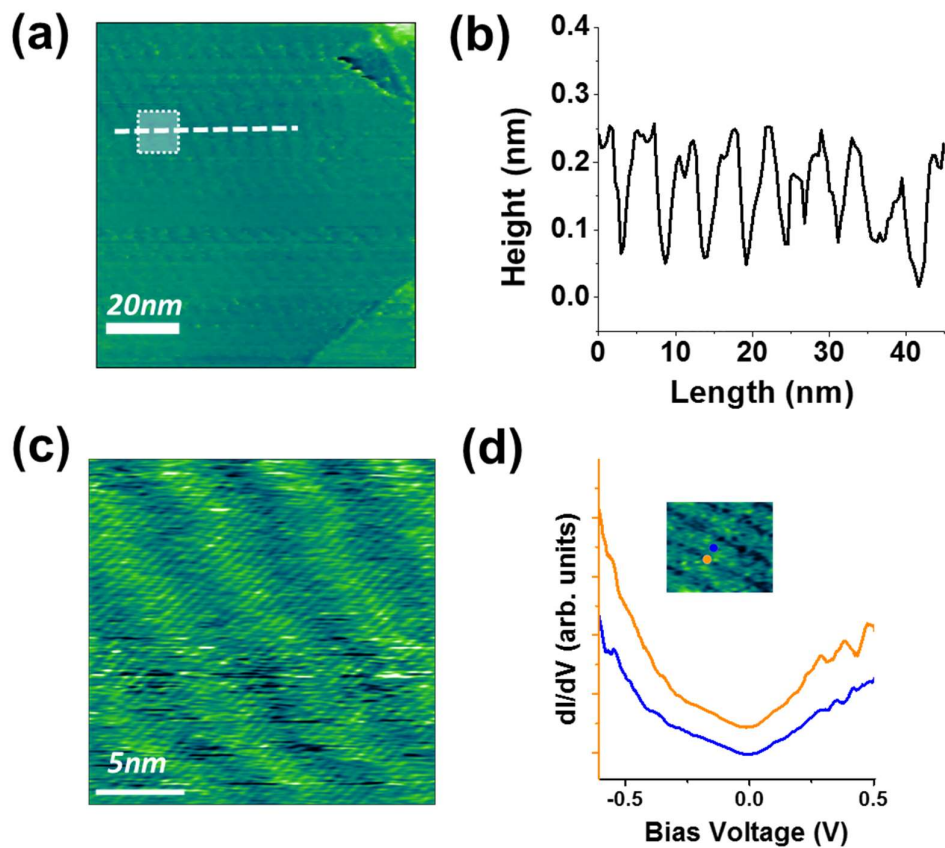 (a)
20nm
(b)
0.4
0.3
0.2
0.1
0.0
Height (nm)
0 10 20 30 40
Length (nm)
(c)
5nm
(d)
dI/dV (arb. units)
-0.5 0.0 0.5
Bias Voltage (V)